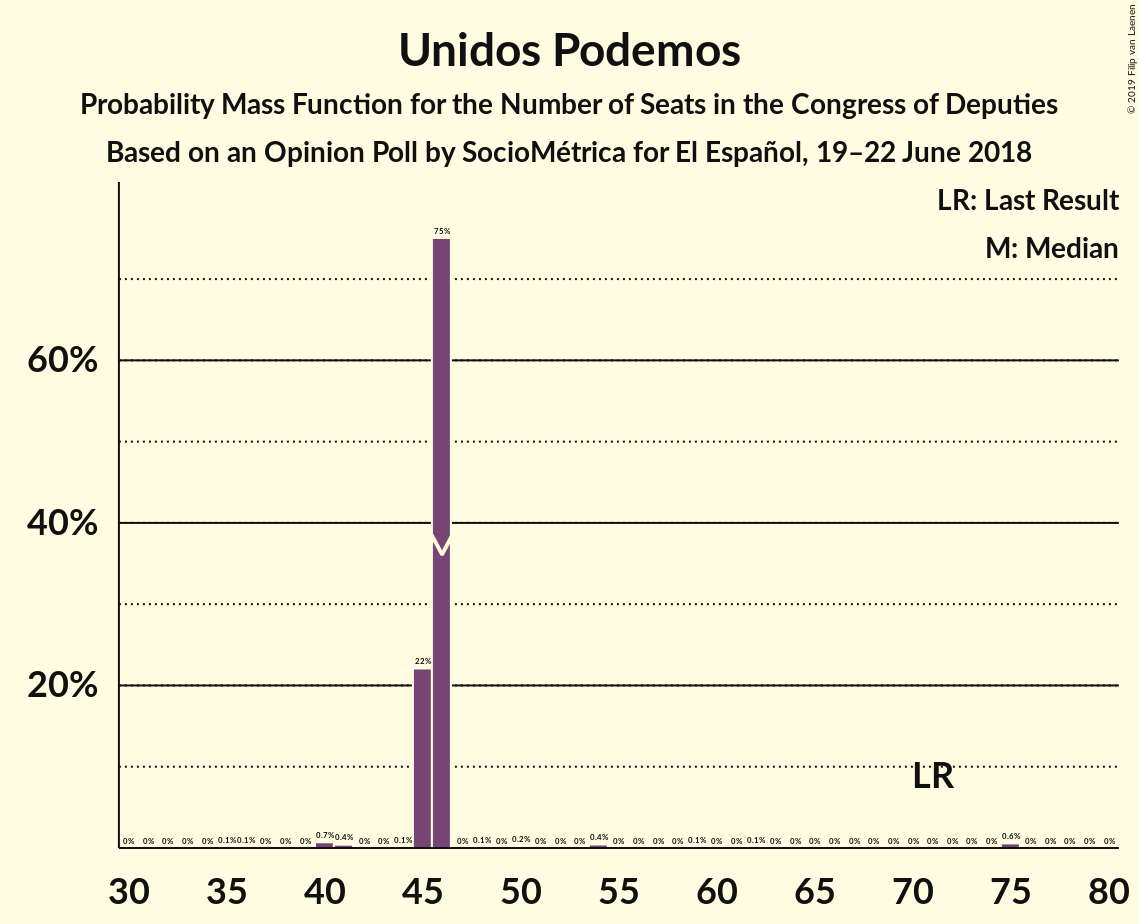 Unidos Podemos
Probability Mass Function for the Number of Seats in the Congress of Deputies
Based on an Opinion Poll by SocioMétrica for El Español, 19–22 June 2018
© 2019 Filip van Laenen
LR: Last Result
M: Median
75%
60%
40%
22%
20%
LR
0% 0% 0% 0% 0% 0.1% 0.1% 0% 0% 0% 0.7% 0.4% 0% 0% 0.1% 0% 0.1% 0% 0.2% 0% 0% 0% 0.4% 0% 0% 0% 0% 0.1% 0% 0% 0.1% 0% 0% 0% 0% 0% 0% 0% 0% 0% 0% 0% 0% 0.6% 0% 0% 0% 0% 0%
30 35 40 45 50 55 60 65 70 75 80